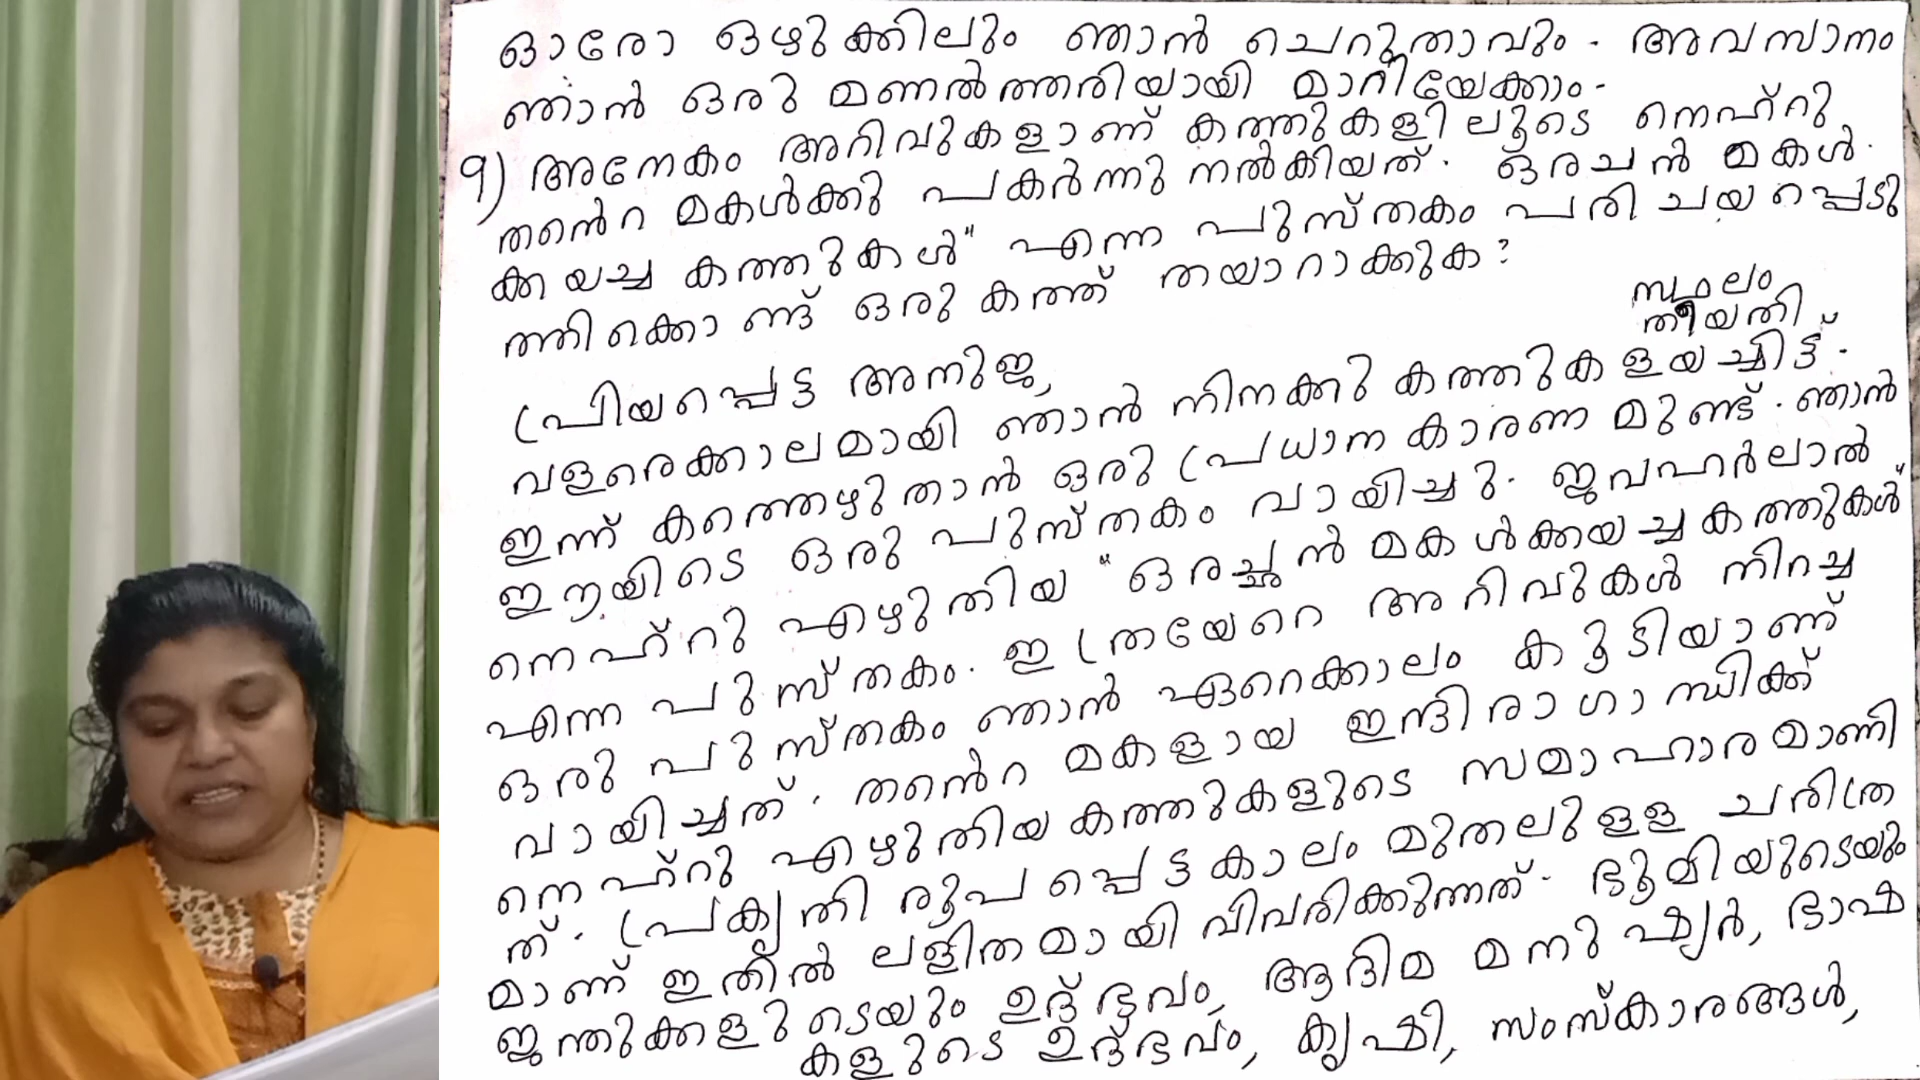 ഓരോ ഒഴുക്കിലും ഞാൻ ചെറുതാവും. അവസാനം
ഞാൻ ഒരു മണൽത്തരിയായി മാറിയേക്കാം.
9) അനേകം അറിവുകളാണ് കത്തുകളിലൂടെ നെഹ്റു
തൻെറ മകൾക്കു പകർന്നു നൽകിയത്. ഒരച്ചൻ മകൾ
ക്കയച്ച കത്തുകൾ" എന്ന പുസ്തകം പരിചയപ്പെടു
ത്തിക്കൊണ്ട് ഒരു കത്ത് തയാറാക്കുക?
സ്ഥലം
തീയതി
പ്രിയപ്പെട്ട അനുജ,
വളരെക്കാലമായി ഞാൻ നിനക്കു കത്തുകളയച്ചിട്ട്.
ഇന്ന് കത്തെഴുതാൻ ഒരു പ്രധാന കാരണമുണ്ട്. ഞാൻ
ഈയിടെ ഒരു പുസ്തകം വായിച്ചു. ജവഹർലാൽ
നെഹ്റു എഴുതിയ "ഒരച്ഛൻ മകൾക്കയച്ച കത്തുകൾ"
എന്ന പുസ്തകം. ഇത്രയേറെ അറിവുകൾ നിറച്ച
ഒരു പുസ്തകം ഞാൻ ഏറെക്കാലം കൂടിയാണ്
വായിച്ചത്. തൻെറ മകളായ ഇന്ദിരാഗാന്ധിക്ക്
നെഹ്റു എഴുതിയ കത്തുകളുടെ സമാഹാരമാണി
ത്. പ്രകൃതി രൂപപ്പെട്ടകാലം മുതലുള്ള ചരിത്ര
മാണ് ഇതിൽ ലളിതമായി വിവരിക്കുന്നത്. ഭൂമിയുടെയും
ജന്തുക്കളുടെയും ഉദ്ഭവം, ആദിമ മനുഷ്യർ, ഭാഷ
കളുടെ ഉദ്ഭവം, കൃഷി, സംസ്കാരങ്ങൾ,